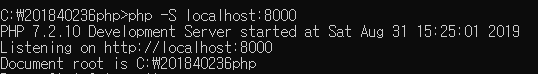 C:₩201840236php>php -S localhost:8000
PHP 7.2.10 Development Server started at Sat Aug 31 15:25:01 2019
Listening on http://localhost:8000
Document root is C:₩201840236php